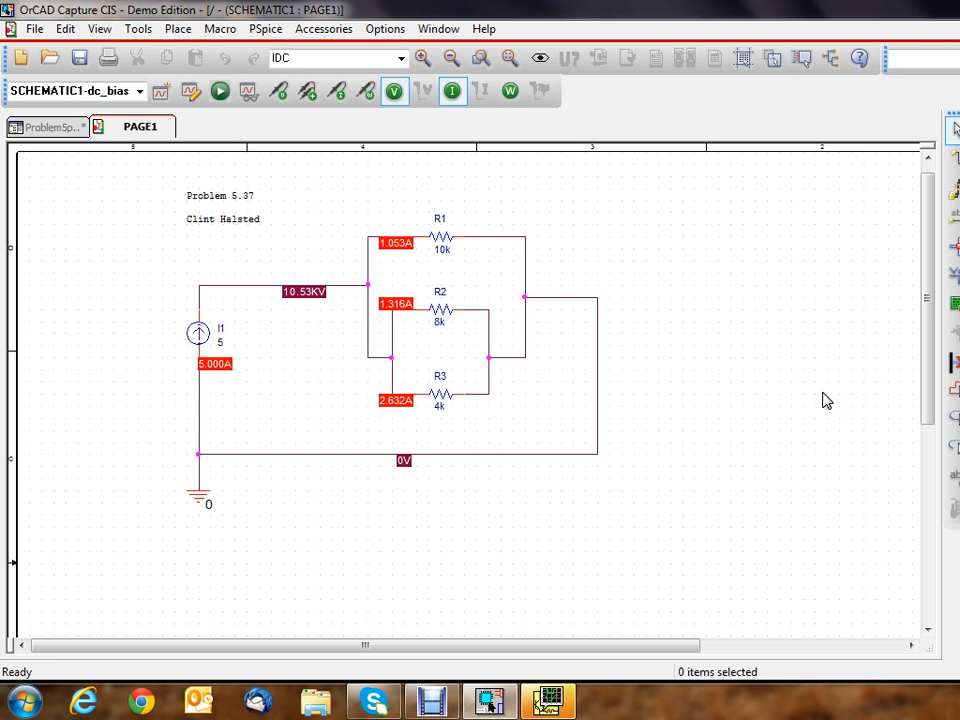 OrCAD Capture CIS - Demo Edition - [/ - (SCHEMATIC1 : PAGE1)]
File Edit View Tools Place Macro PSpice Accessories Options Window Help
IDC
U?
SCHEMATIC1-dc_bias
V V I I W
Problem5p..* PAGE1
5 4 3 2
Problem 5.37
Clint Halsted
R1
1.053A
10k
10.53KV
R2
1.316A
8k
I1
5
5.000A
R3
2.632A
4k
0V
0
D
C
Ready 0 items selected